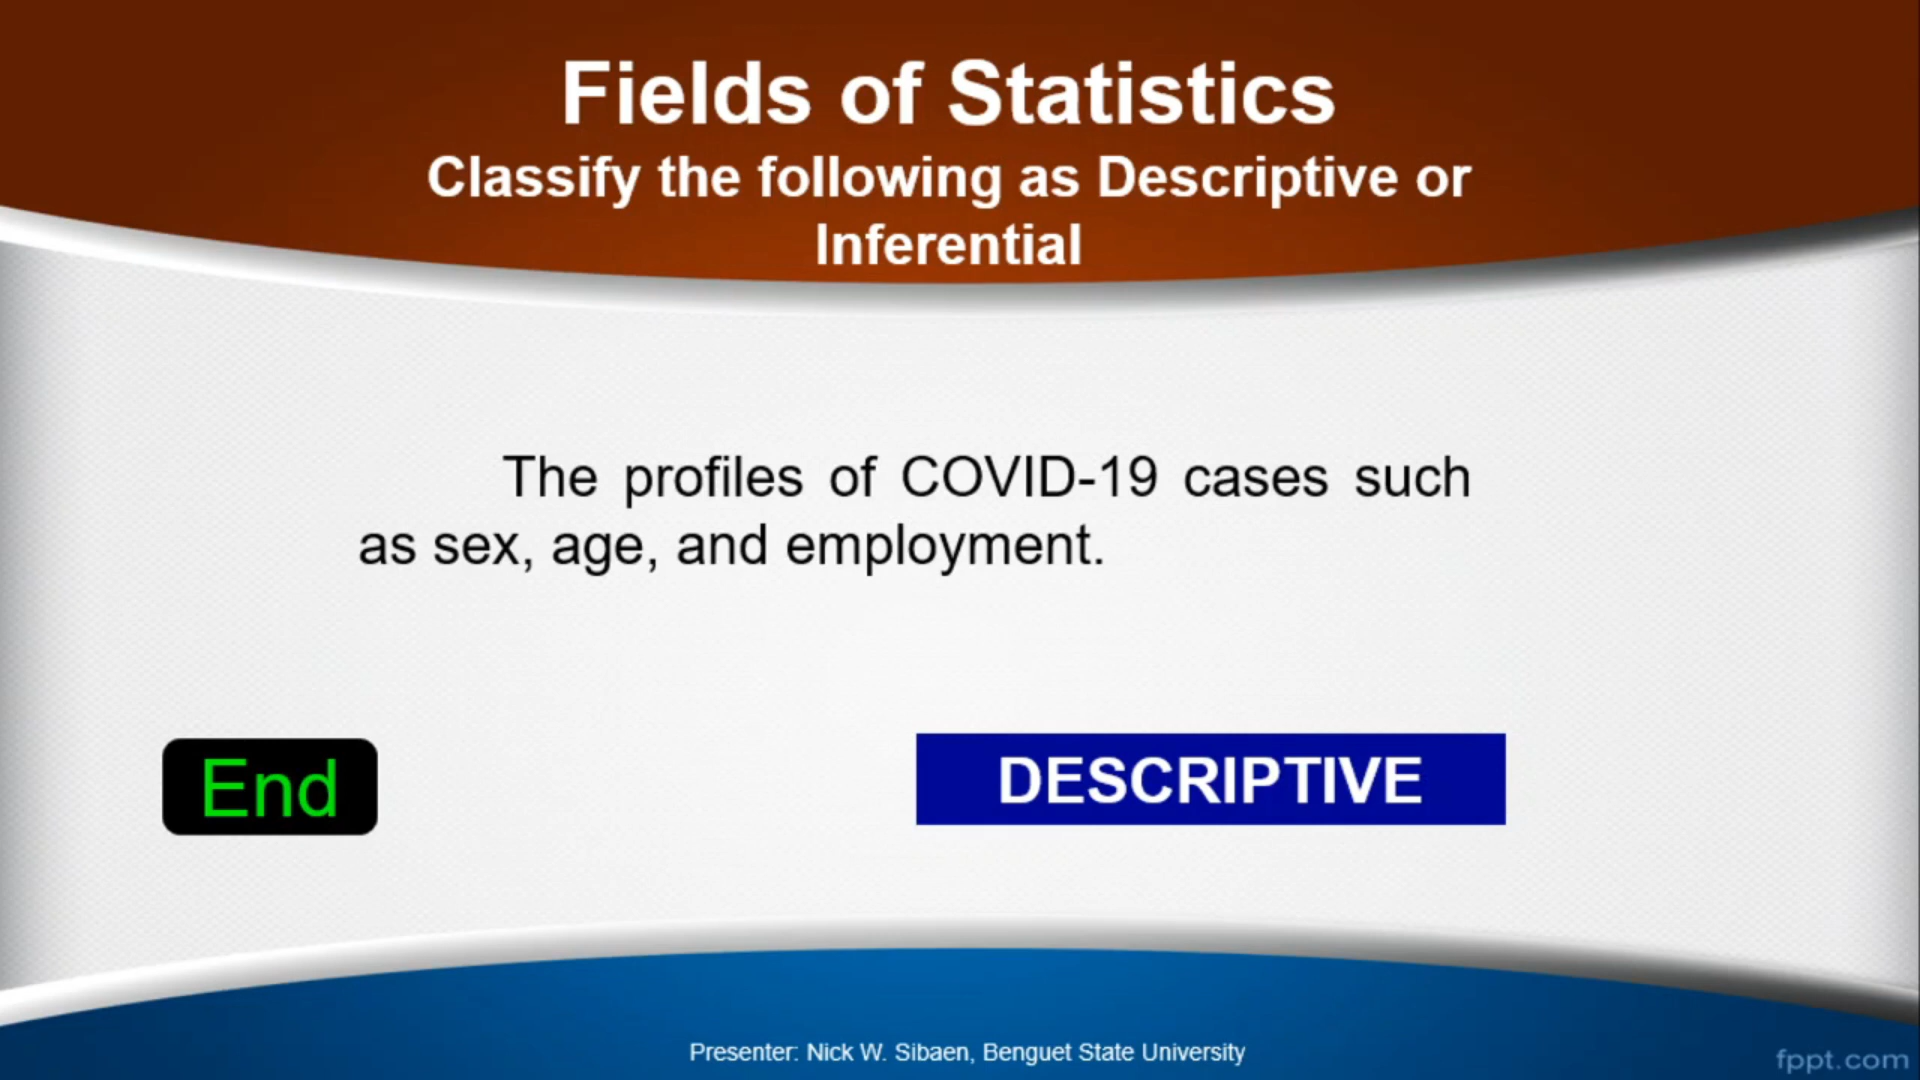 Fields of Statistics
Classify the following as Descriptive or
Inferential
The profiles of COVID-19 cases such
as sex, age, and employment.
End
DESCRIPTIVE
Presenter: Nick W. Sibaen, Benguet State University
fppt.com